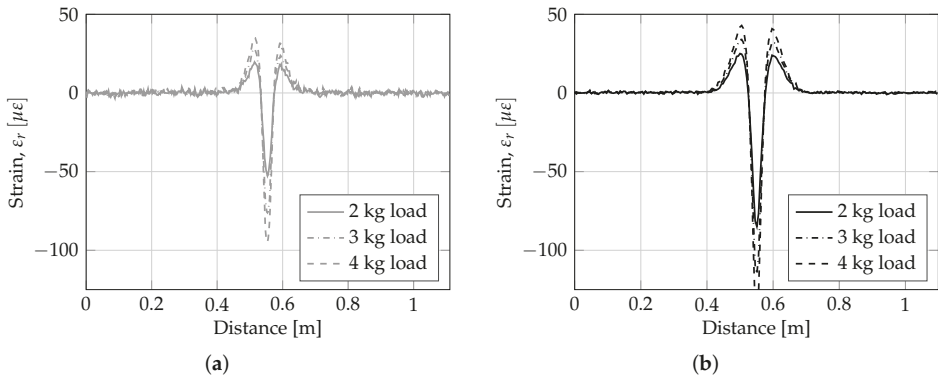 50
0
−50
−100
Strain, εr [με]
2 kg load
3 kg load
4 kg load
0 0.2 0.4 0.6 0.8 1
Distance [m]
(a)
50
0
−50
−100
Strain, εr [με]
2 kg load
3 kg load
4 kg load
0 0.2 0.4 0.6 0.8 1
Distance [m]
(b)